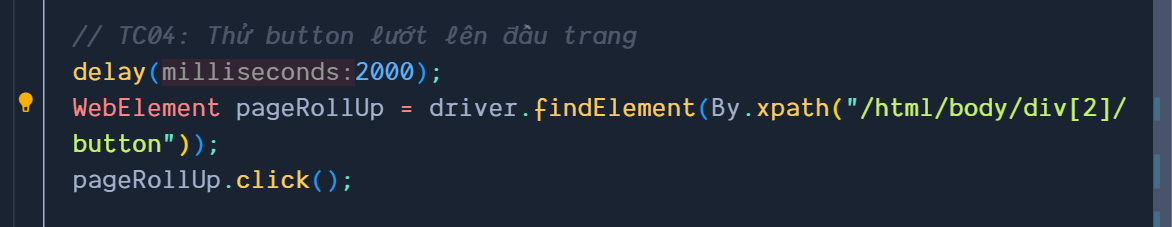 // TC04: Thử button lướt lên đầu trang
delay(milliseconds:2000);
WebElement pageRollUp = driver.findElement(By.xpath("/html/body/div[2]/
button"));
pageRollUp.click();